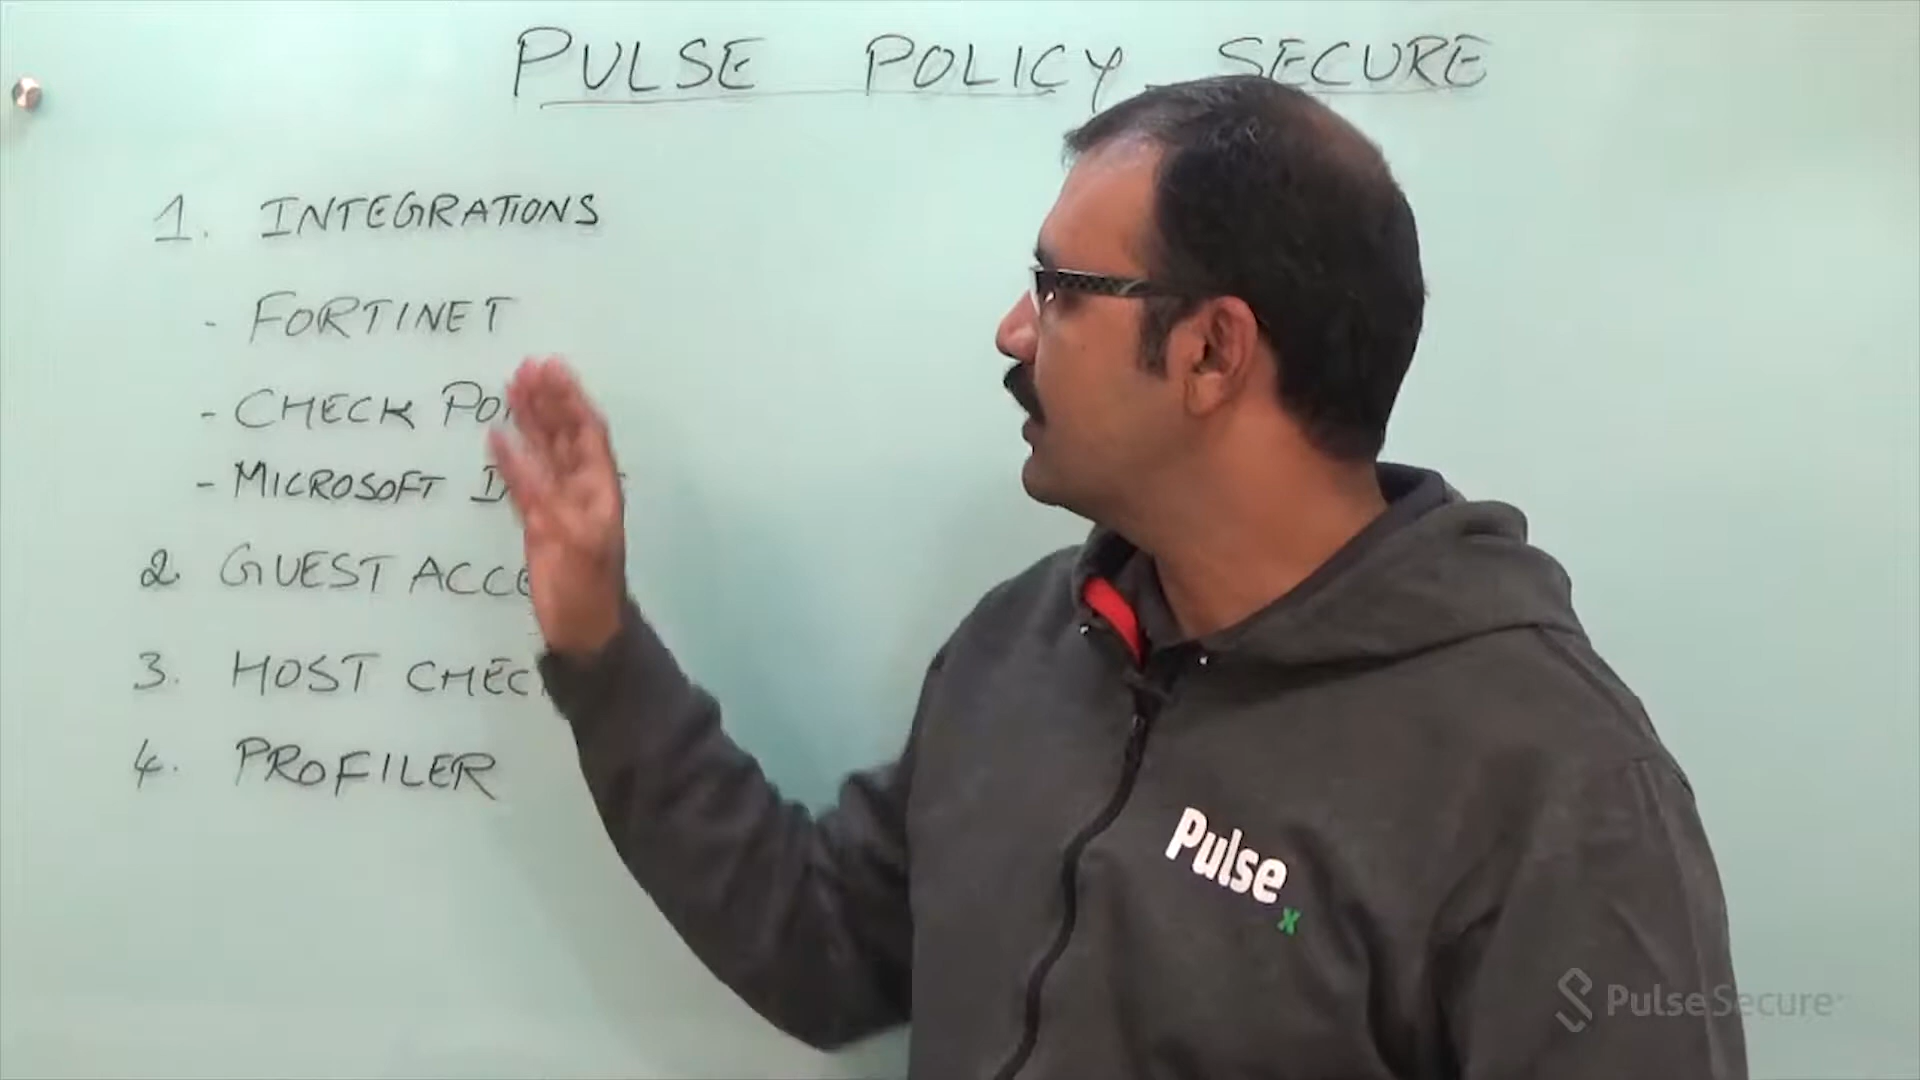 PULSE POLICY SECURE
1. INTEGRATIONS
- FORTINET
- CHECK
- MICROSOFT
2. GUEST
3. HOST
4. PROFILER
Pulse
PulseSecure